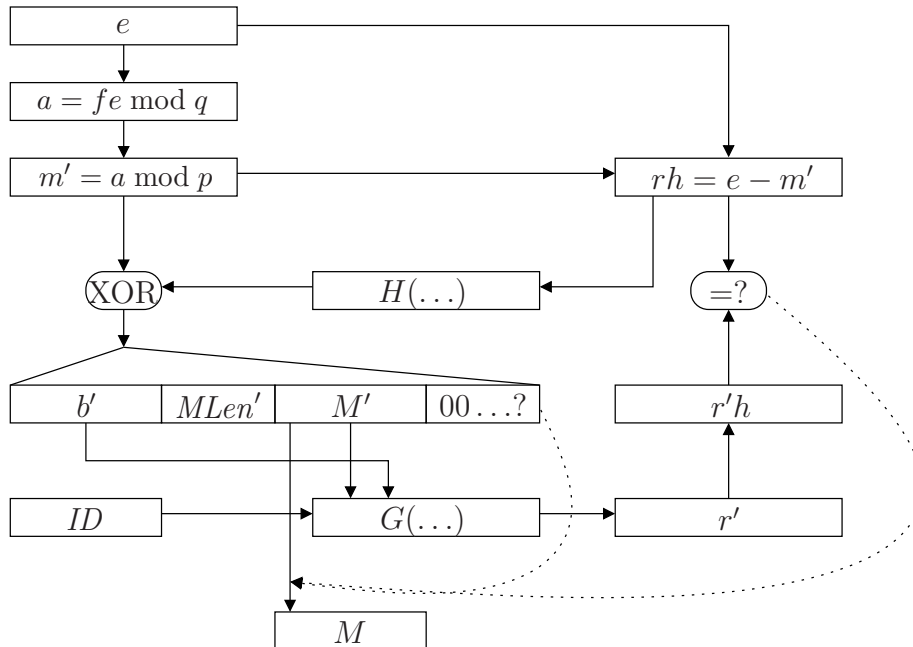 e
a = fe mod q
m′ = a mod p
rh = e − m′
XOR
H(…)
=?
b′
MLen′
M′
00 …?
r′h
ID
G(…)
r′
M